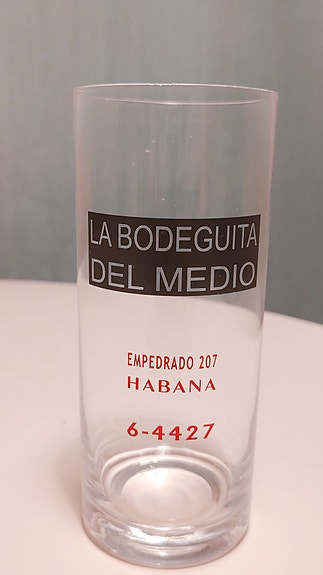 LA BODEGUITA
DEL MEDIO
EMPEDRADO 207
HABANA
6-4427